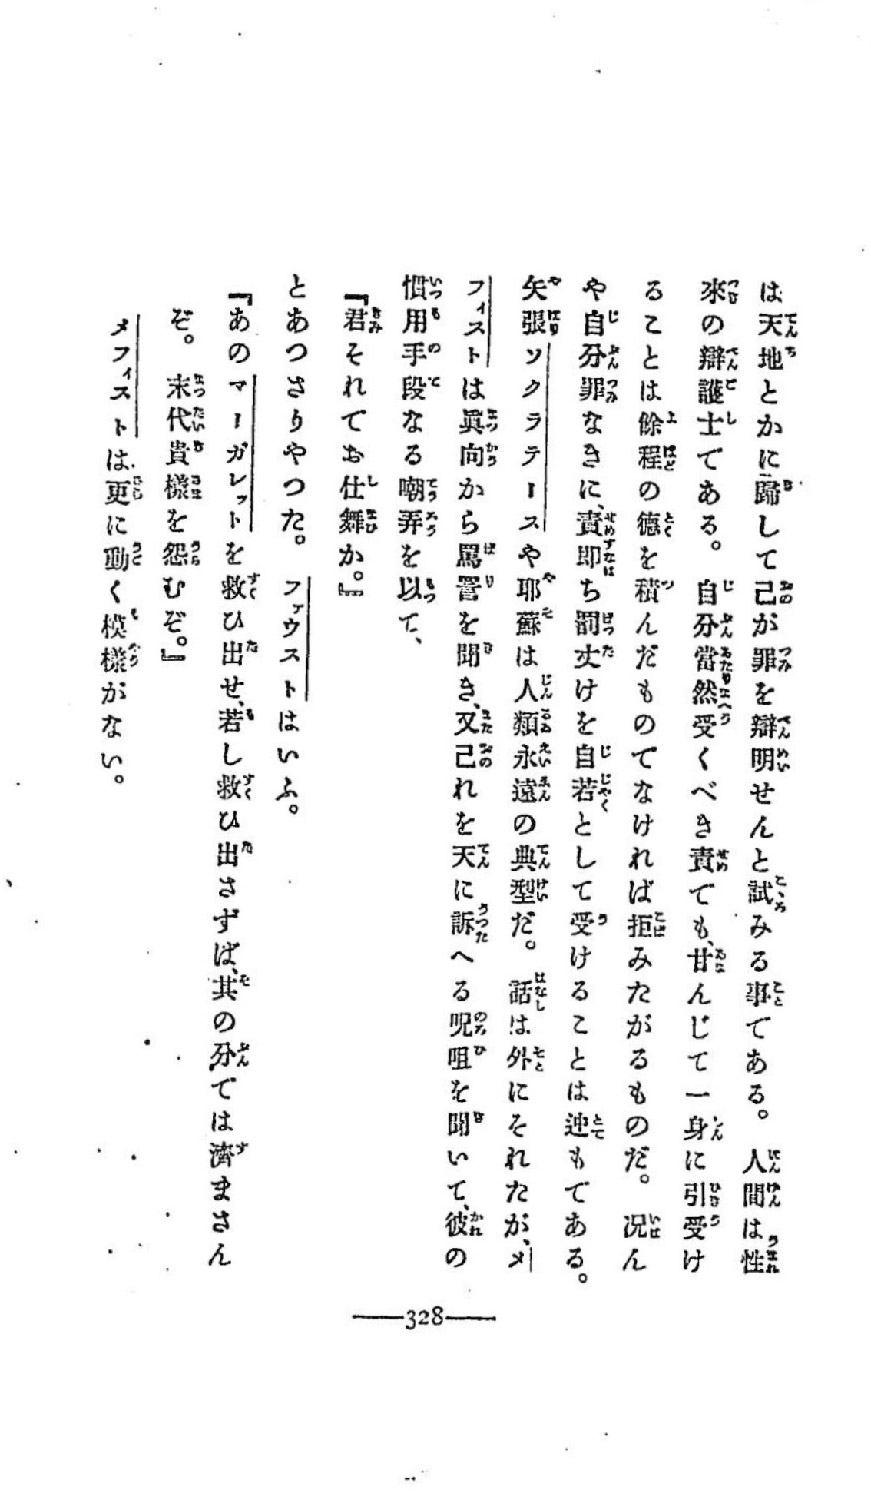 は天地とかに歸して己が罪を辯明せんと試みる事である。人間は性
來の辯護士である。自分當然受くべき責でも、甘んじて一身に引受け
ることは餘程の德を積んだものでなければ拒みたがるものだ。況ん
や自分罪なきに、責即ち罰丈けを自若として受けることは迚もである。
矢張ソクラテースや耶蘇は人類永遠の典型だ。話は外にそれたが、メ
フィストは眞向から罵詈を聞き、又己れを天に訴へる呪咀を聞いて、彼の
慣用手段なる嘲弄を以て、
『君それでお仕舞か。』
とあつさりやつた。ファウストはいふ。
『あのマーガレットを救ひ出せ、若し救ひ出さずば、其の分では濟まさん
ぞ。末代貴樣を怨むぞ。』
メフィストは更に動く模樣がない。
328